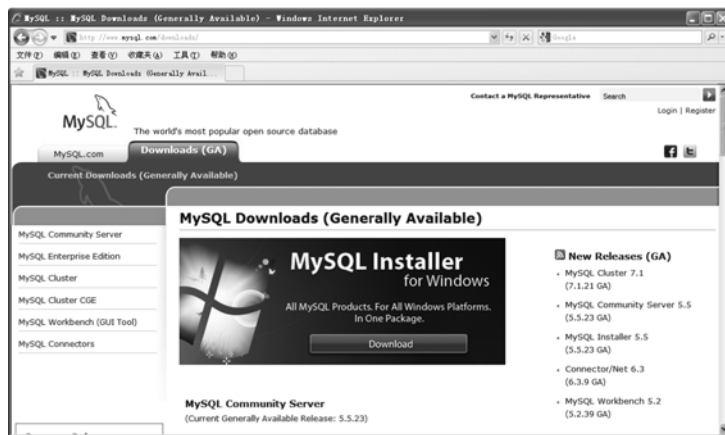 MySQL :: MySQL Downloads (Generally Available) - Windows Internet Explorer
http://www.mysql.com/downloads/
Google
文件(F) 编辑(E) 查看(V) 收藏夹(A) 工具(T) 帮助(H)
MySQL :: MySQL Downloads (Generally Avail...
Contact a MySQL Representative Search
Login | Register
MySQL.
The world's most popular open source database
MySQL.com Downloads (GA)
Current Downloads (Generally Available)
MySQL Community Server
MySQL Enterprise Edition
MySQL Cluster
MySQL Cluster CGE
MySQL Workbench (GUI Tool)
MySQL Connectors
MySQL Downloads (Generally Available)
MySQL Installer
for Windows
All MySQL Products. For All Windows Platforms.
In One Package.
Download
MySQL Community Server
(Current Generally Available Release: 5.5.23)
New Releases (GA)
MySQL Cluster 7.1
(7.1.21 GA)
MySQL Community Server 5.5
(5.5.23 GA)
MySQL Installer 5.5
(5.5.23 GA)
Connector/Net 6.3
(6.3.9 GA)
MySQL Workbench 5.2
(5.2.39 GA)